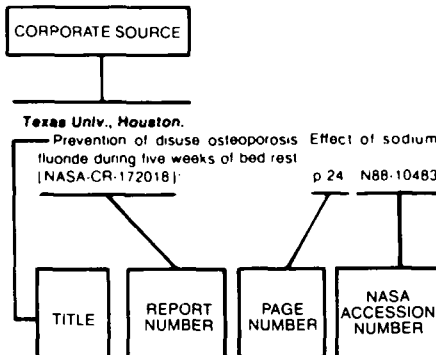 CORPORATE SOURCE
Texas Univ., Houston.
Prevention of disuse osteoporosis Effect of sodium
fluoride during five weeks of bed rest
[NASA-CR-172018] p 24 N88-10483
TITLE
REPORT
NUMBER
PAGE
NUMBER
NASA
ACCESSION
NUMBER